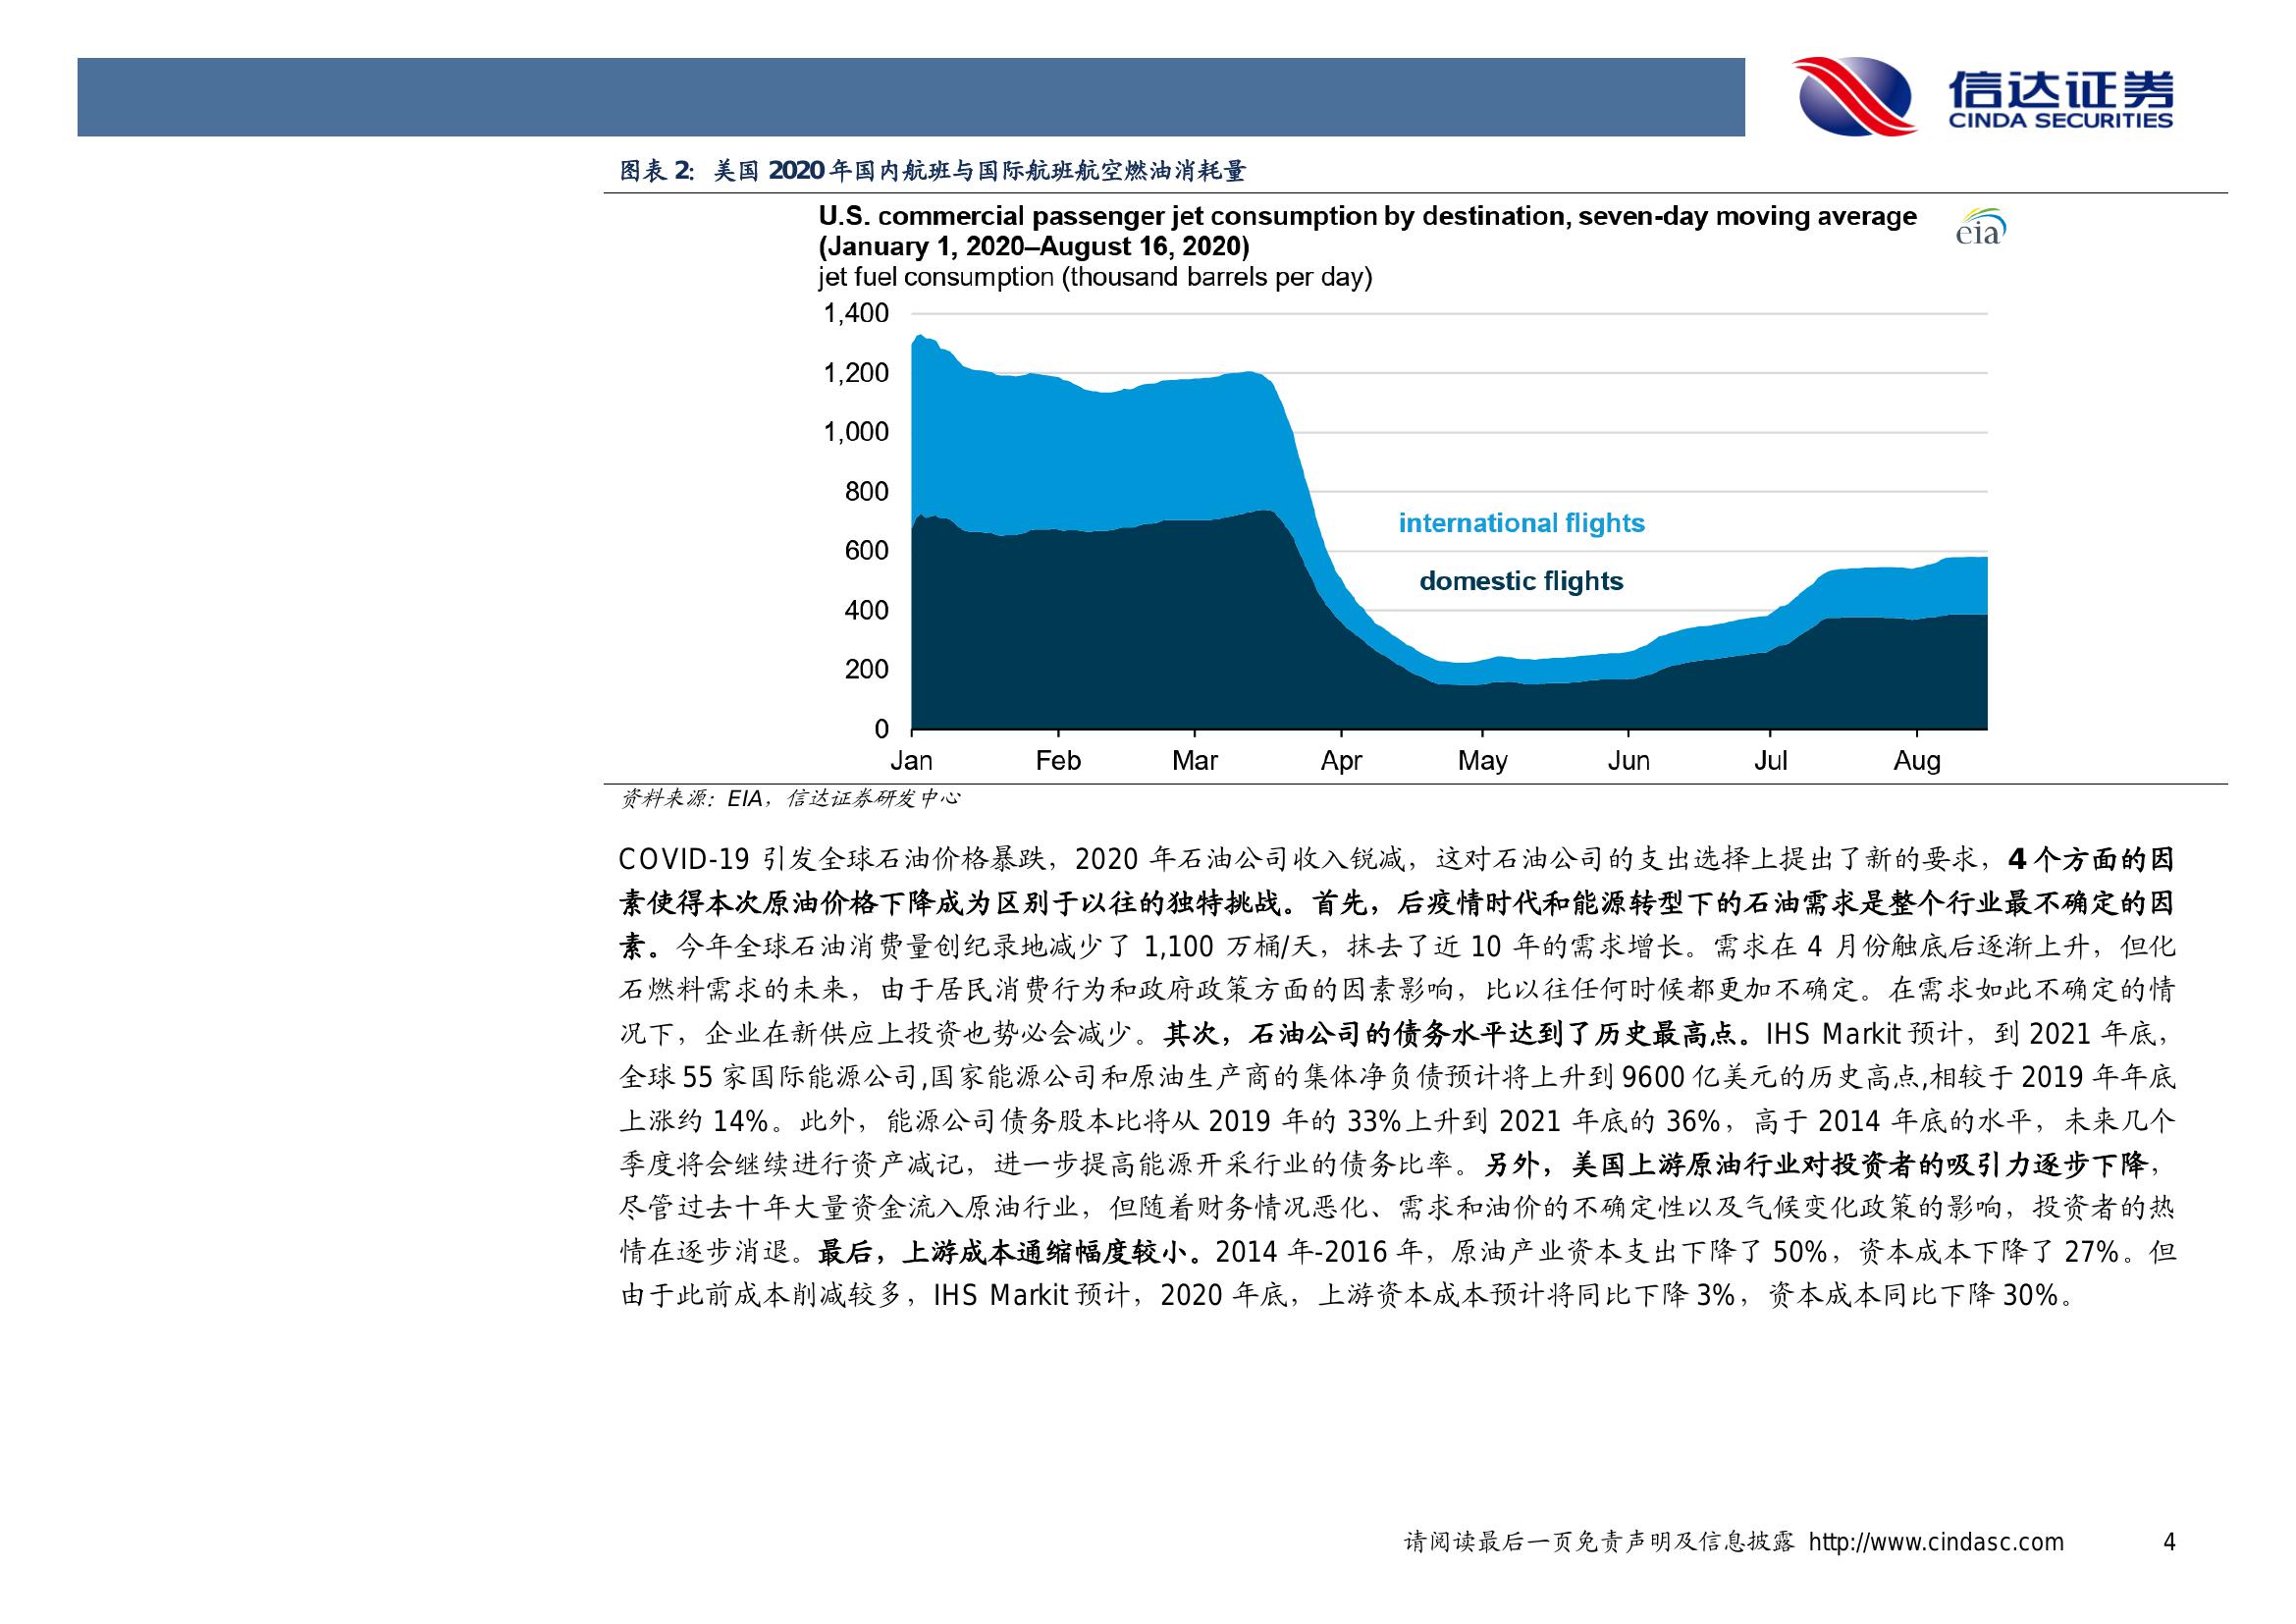 信达证券
CINDA SECURITIES
图表 2：美国 2020 年国内航班与国际航班航空燃油消耗量
U.S. commercial passenger jet consumption by destination, seven-day moving average
(January 1, 2020–August 16, 2020)
jet fuel consumption (thousand barrels per day)
eia
1,400
1,200
1,000
800
600
400
200
0
international flights
domestic flights
Jan Feb Mar Apr May Jun Jul Aug
资料来源：EIA，信达证券研发中心
COVID-19 引发全球石油价格暴跌，2020 年石油公司收入锐减，这对石油公司的支出选择上提出了新的要求，4 个方面的因
素使得本次原油价格下降成为区别于以往的独特挑战。首先，后疫情时代和能源转型下的石油需求是整个行业最不确定的因
素。今年全球石油消费量创纪录地减少了 1,100 万桶/天，抹去了近 10 年的需求增长。需求在 4 月份触底后逐渐上升，但化
石燃料需求的未来，由于居民消费行为和政府政策方面的因素影响，比以往任何时候都更加不确定。在需求如此不确定的情
况下，企业在新供应上投资也势必会减少。其次，石油公司的债务水平达到了历史最高点。IHS Markit 预计，到 2021 年底，
全球 55 家国际能源公司,国家能源公司和原油生产商的集体净负债预计将上升到 9600 亿美元的历史高点,相较于 2019 年年底
上涨约 14%。此外，能源公司债务股本比将从 2019 年的 33%上升到 2021 年底的 36%，高于 2014 年底的水平，未来几个
季度将会继续进行资产减记，进一步提高能源开采行业的债务比率。另外，美国上游原油行业对投资者的吸引力逐步下降，
尽管过去十年大量资金流入原油行业，但随着财务情况恶化、需求和油价的不确定性以及气候变化政策的影响，投资者的热
情在逐步消退。最后，上游成本通缩幅度较小。2014 年-2016 年，原油产业资本支出下降了 50%，资本成本下降了 27%。但
由于此前成本削减较多，IHS Markit 预计，2020 年底，上游资本成本预计将同比下降 3%，资本成本同比下降 30%。
请阅读最后一页免责声明及信息披露 http://www.cindasc.com 4